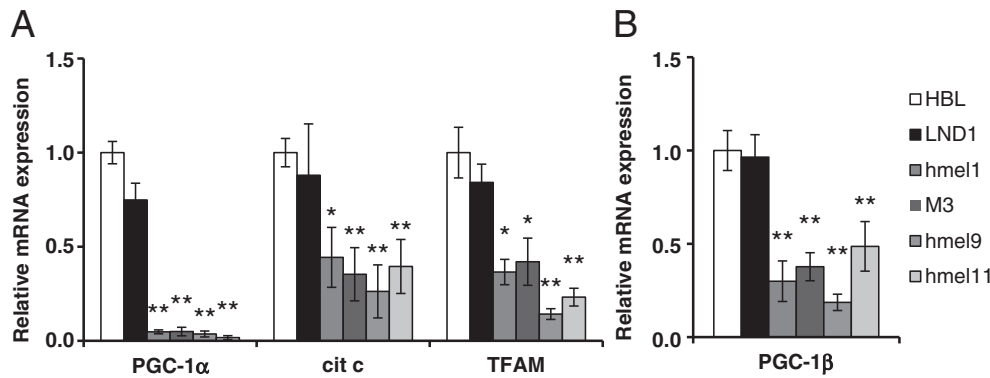 A
Relative mRNA expression
1.5
1.0
0.5
0.0
** ** ** **
* ** ** **
* * ** **
PGC-1α cit c TFAM
B
Relative mRNA expression
1.5
1.0
0.5
0.0
** ** ** **
PGC-1β
HBL
LND1
hmel1
M3
hmel9
hmel11